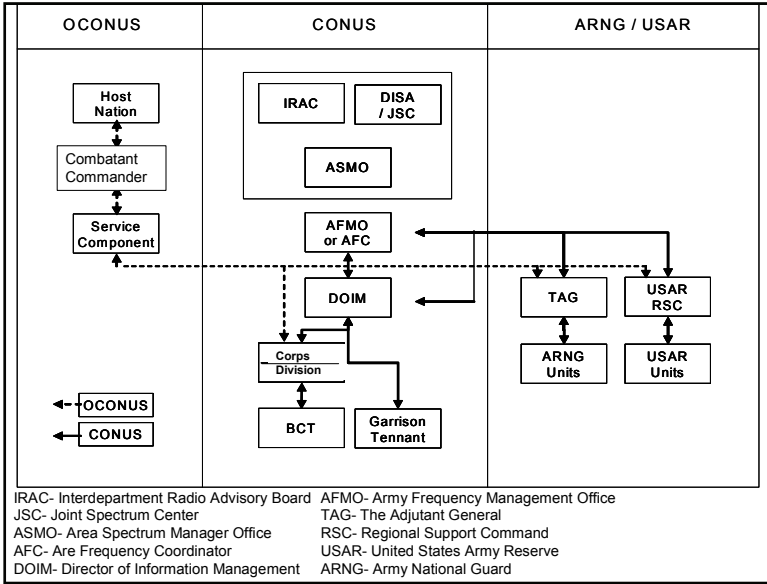 OCONUS
CONUS
ARNG / USAR
Host
Nation
Combatant
Commander
Service
Component
OCONUS
CONUS
IRAC
DISA
/ JSC
ASMO
AFMO
or AFC
DOIM
Corps
Division
BCT
Garrison
Tennant
TAG
USAR
RSC
ARNG
Units
USAR
Units
IRAC- Interdepartment Radio Advisory Board
JSC- Joint Spectrum Center
ASMO- Area Spectrum Manager Office
AFC- Are Frequency Coordinator
DOIM- Director of Information Management
AFMO- Army Frequency Management Office
TAG- The Adjutant General
RSC- Regional Support Command
USAR- United States Army Reserve
ARNG- Army National Guard